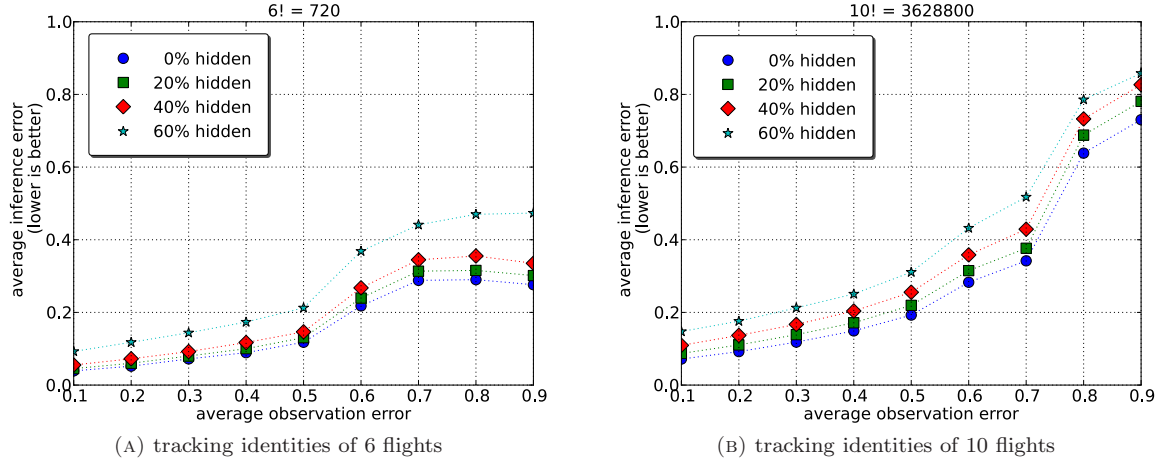 6! = 720
1.0
0.8
0.6
0.4
0.2
0.0
average inference error
(lower is better)
0% hidden
20% hidden
40% hidden
60% hidden
0.1 0.2 0.3 0.4 0.5 0.6 0.7 0.8 0.9
average observation error
(A) tracking identities of 6 flights
10! = 3628800
1.0
0.8
0.6
0.4
0.2
0.0
average inference error
(lower is better)
0% hidden
20% hidden
40% hidden
60% hidden
0.1 0.2 0.3 0.4 0.5 0.6 0.7 0.8 0.9
average observation error
(B) tracking identities of 10 flights